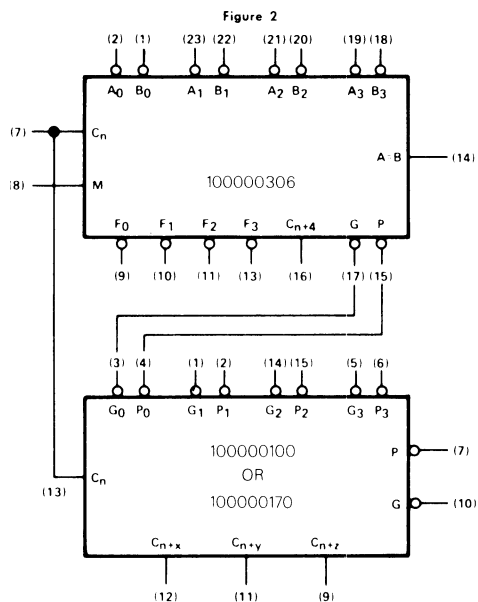 Figure 2
(2) (1) (23) (22) (21) (20) (19) (18)
A0 B0 A1 B1 A2 B2 A3 B3
(7) Cn
A=B (14)
(8) M
100000306
F0 F1 F2 F3 Cn+4 G P
(9) (10) (11) (13) (16) (17) (15)
(3) (4) (1) (2) (14) (15) (5) (6)
G0 P0 G1 P1 G2 P2 G3 P3
100000100
P (7)
OR
Cn
(13)
100000170
G (10)
Cn+x Cn+y Cn+z
(12) (11) (9)